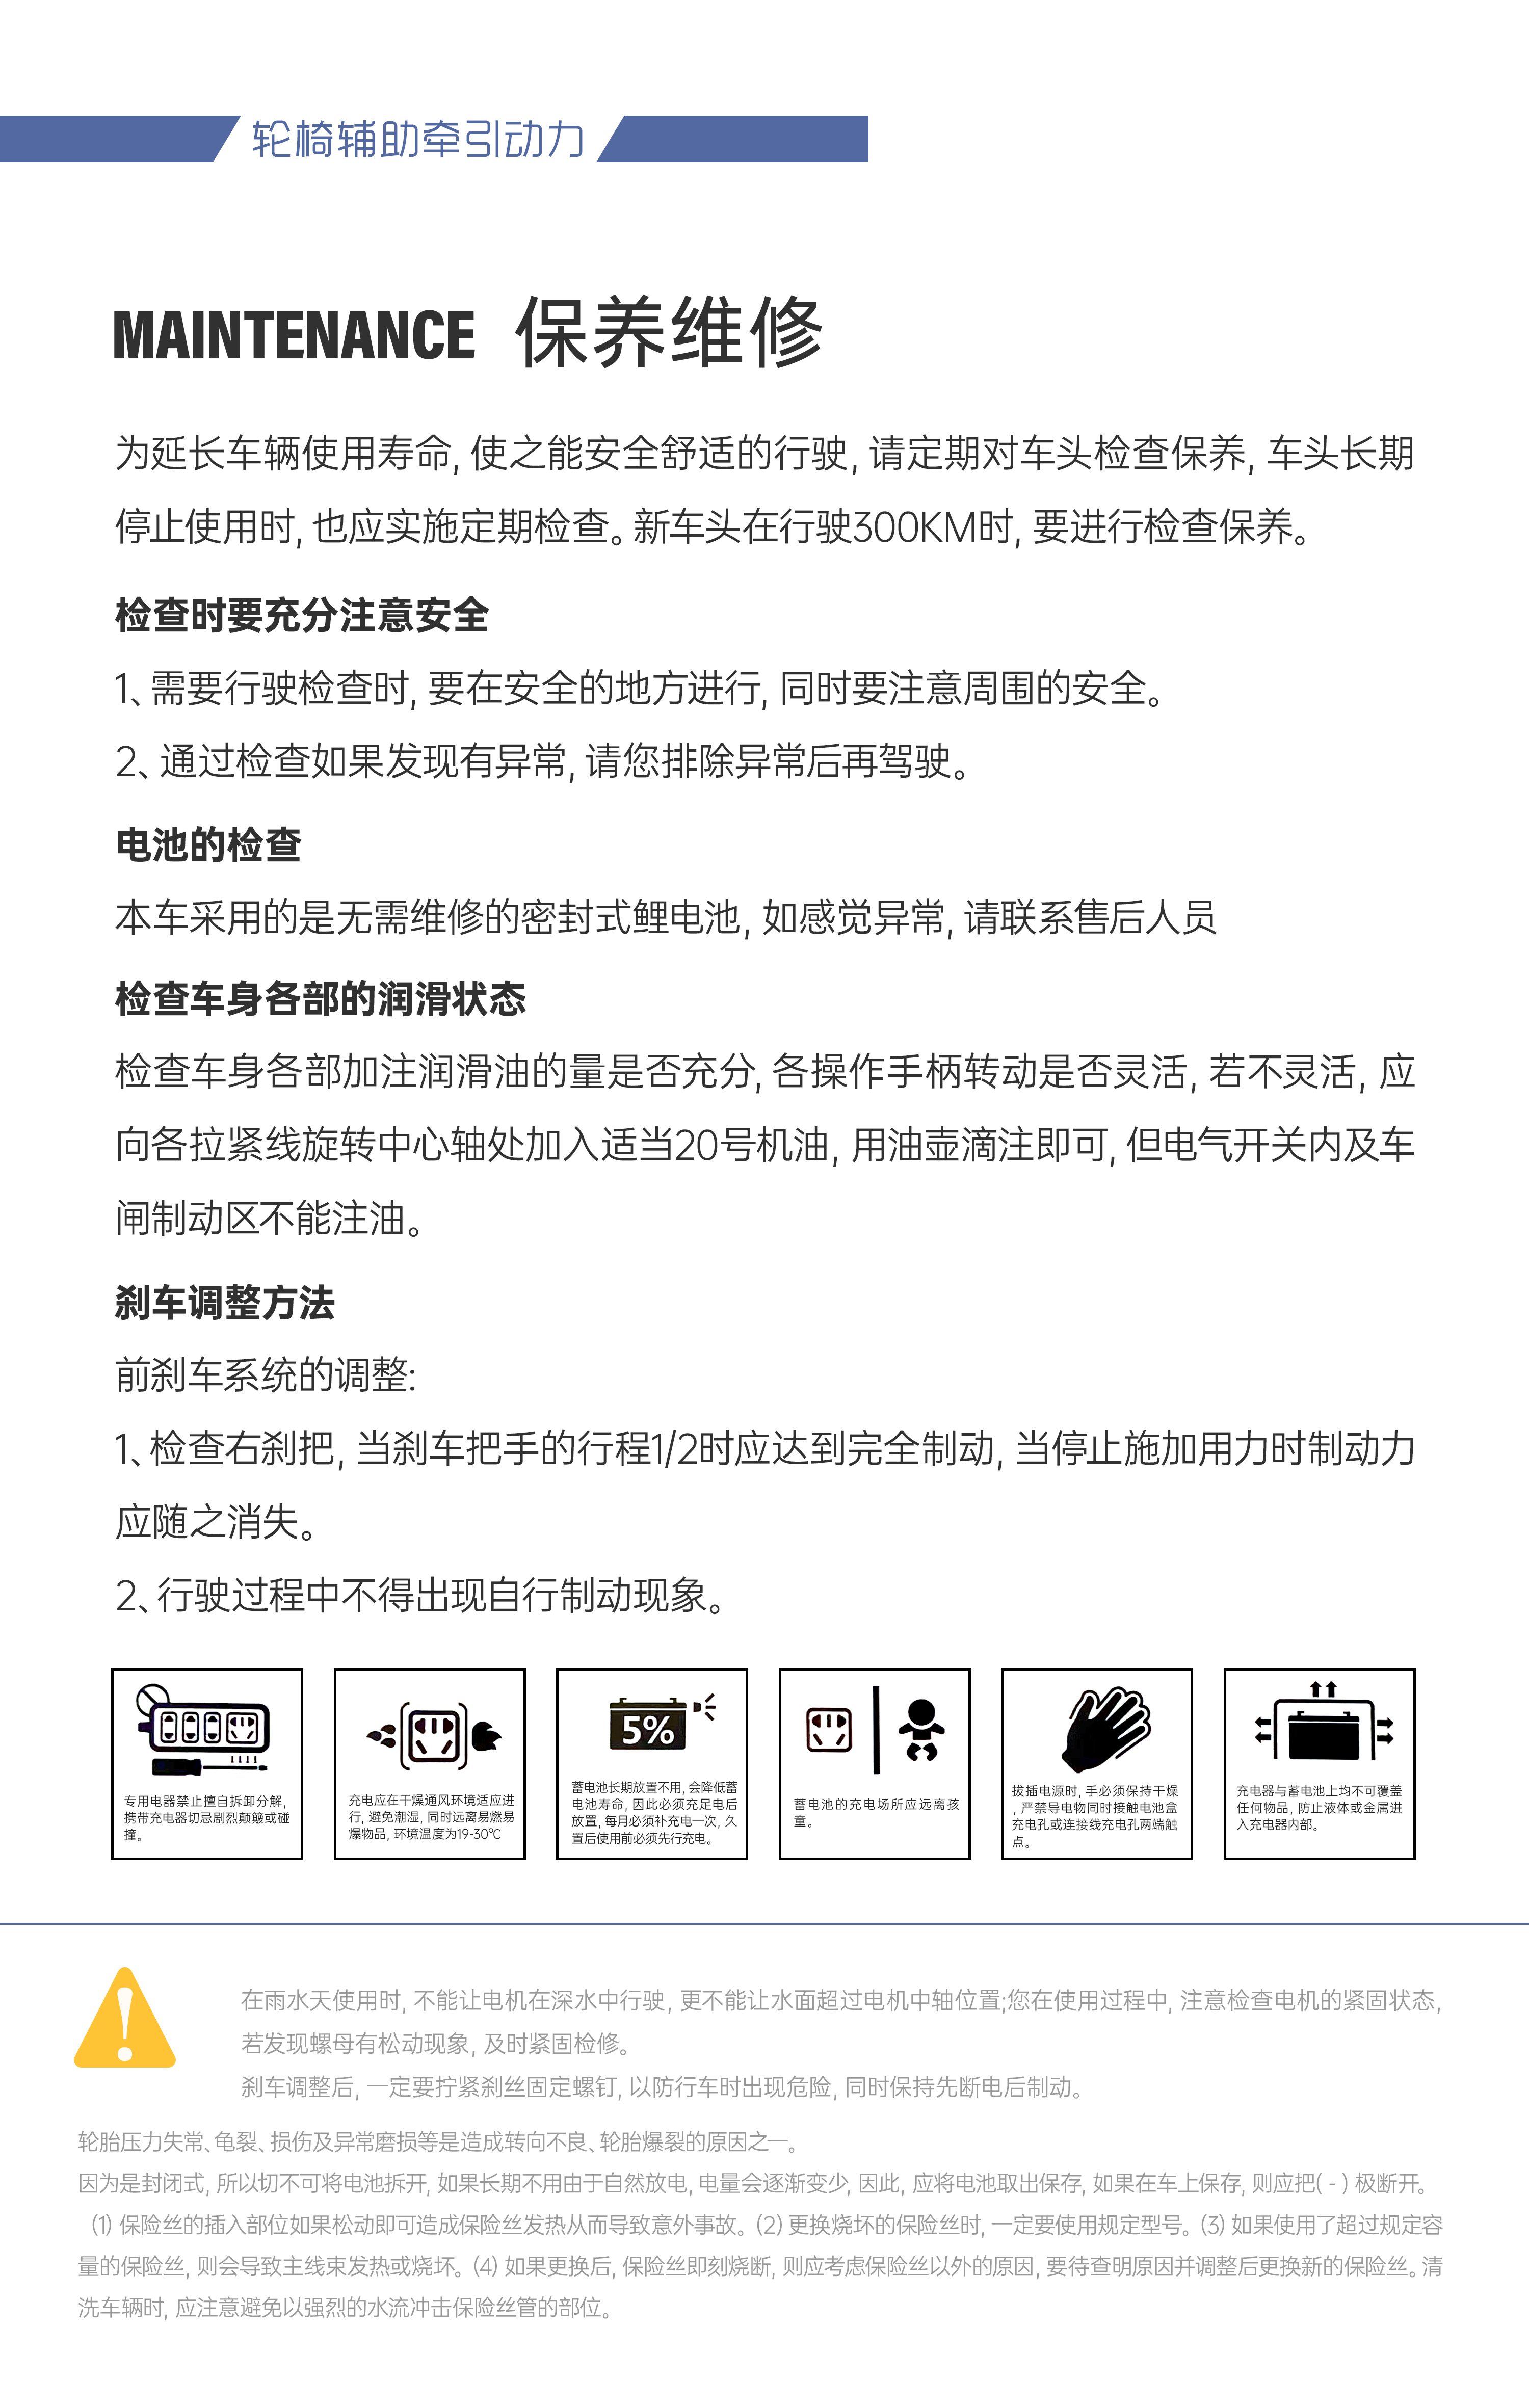 轮椅辅助牵引动力
MAINTENANCE 保养维修
为延长车辆使用寿命,使之能安全舒适的行驶,请定期对车头检查保养,车头长期
停止使用时,也应实施定期检查。新车头在行驶300KM时,要进行检查保养。
检查时要充分注意安全
1、需要行驶检查时,要在安全的地方进行,同时要注意周围的安全。
2、通过检查如果发现有异常,请您排除异常后再驾驶。
电池的检查
本车采用的是无需维修的密封式鲤电池,如感觉异常,请联系售后人员
检查车身各部的润滑状态
检查车身各部加注润滑油的量是否充分,各操作手柄转动是否灵活,若不灵活,应
向各拉紧线旋转中心轴处加入适当20号机油,用油壶滴注即可,但电气开关内及车
闸制动区不能注油。
刹车调整方法
前刹车系统的调整:
1、检查右刹把,当刹车把手的行程1/2时应达到完全制动,当停止施加用力时制动力
应随之消失。
2、行驶过程中不得出现自行制动现象。
专用电器禁止擅自拆卸分解,
携带充电器切忌剧烈颠簸或碰
撞。
充电应在干燥通风环境适应进
行,避免潮湿,同时远离易燃易
爆物品,环境温度为19-30℃
5%
蓄电池长期放置不用,会降低蓄
电池寿命,因此必须充足电后
放置,每月必须补充电一次,久
置后使用前必须先行充电。
蓄电池的充电场所应远离孩
童。
拔插电源时,手必须保持干燥
,严禁导电物同时接触电池盒
充电孔或连接线充电孔两端触
点。
充电器与蓄电池上均不可覆盖
任何物品,防止液体或金属进
入充电器内部。
在雨水天使用时,不能让电机在深水中行驶,更不能让水面超过电机中轴位置;您在使用过程中,注意检查电机的紧固状态,
若发现螺母有松动现象,及时紧固检修。
刹车调整后,一定要拧紧刹丝固定螺钉,以防行车时出现危险,同时保持先断电后制动。
轮胎压力失常、龟裂、损伤及异常磨损等是造成转向不良、轮胎爆裂的原因之一。
因为是封闭式,所以切不可将电池拆开,如果长期不用由于自然放电,电量会逐渐变少,因此,应将电池取出保存,如果在车上保存,则应把(-)极断开。
(1)保险丝的插入部位如果松动即可造成保险丝发热从而导致意外事故。(2)更换烧坏的保险丝时,一定要使用规定型号。(3)如果使用了超过规定容
量的保险丝,则会导致主线束发热或烧坏。(4)如果更换后,保险丝即刻烧断,则应考虑保险丝以外的原因,要待查明原因并调整后更换新的保险丝。清
洗车辆时,应注意避免以强烈的水流冲击保险丝管的部位。